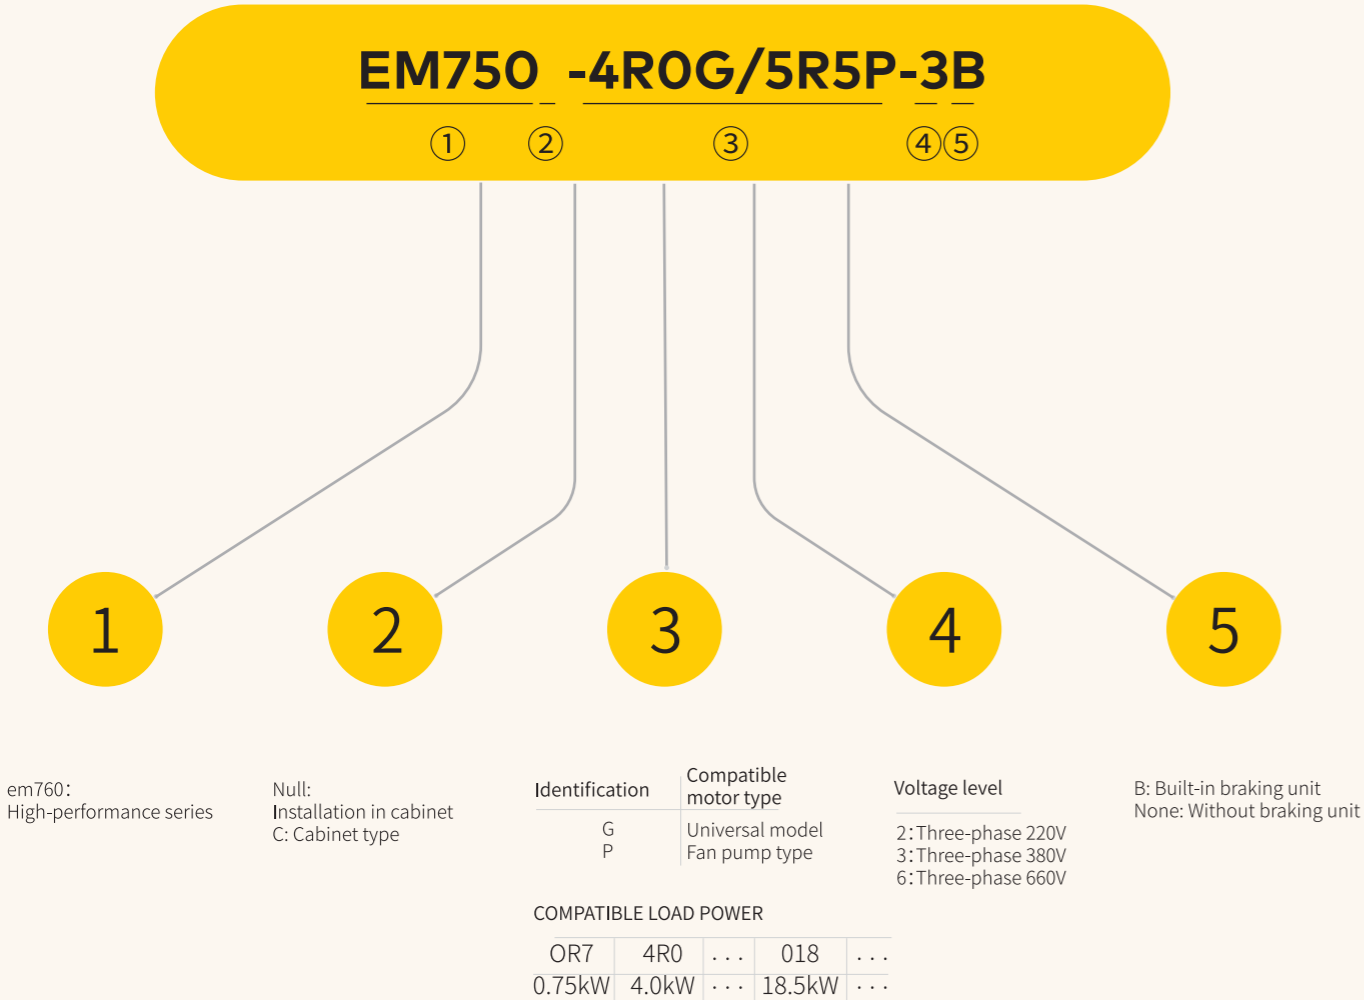 EM750 -4R0G/5R5P-3B
① ② ③ ④ ⑤
1 2 3 4 5
em760:
High-performance series
Null:
Installation in cabinet
C: Cabinet type
Identification Compatible motor type
G Universal model
P Fan pump type
COMPATIBLE LOAD POWER
OR7 4R0 ... 018 ...
0.75kW 4.0kW ... 18.5kW ...
Voltage level
2:Three-phase 220V
3:Three-phase 380V
6:Three-phase 660V
B: Built-in braking unit
None: Without braking unit